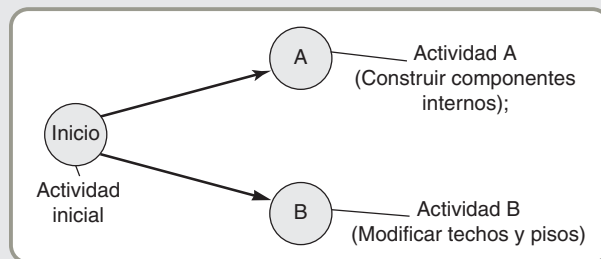 A
Actividad A
(Construir componentes
internos);
Inicio
Actividad
inicial
B
Actividad B
(Modificar techos y pisos)